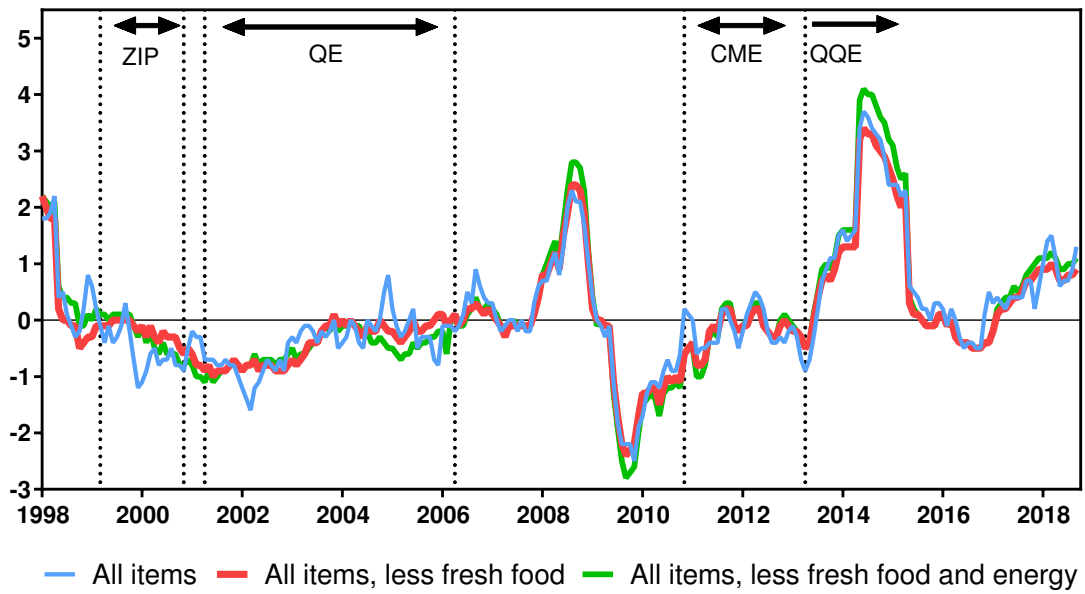 5
4
3
2
1
0
-1
-2
-3
ZIP
QE
CME
QQE
1998 2000 2002 2004 2006 2008 2010 2012 2014 2016 2018
All items All items, less fresh food All items, less fresh food and energy